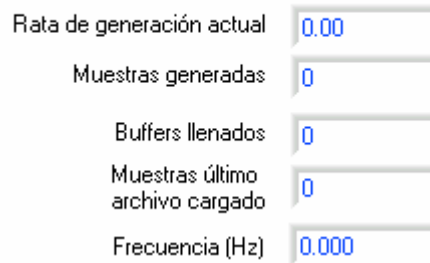 Rata de generación actual 0.00
Muestras generadas 0
Buffers llenados 0
Muestras último
archivo cargado 0
Frecuencia (Hz) 0.000